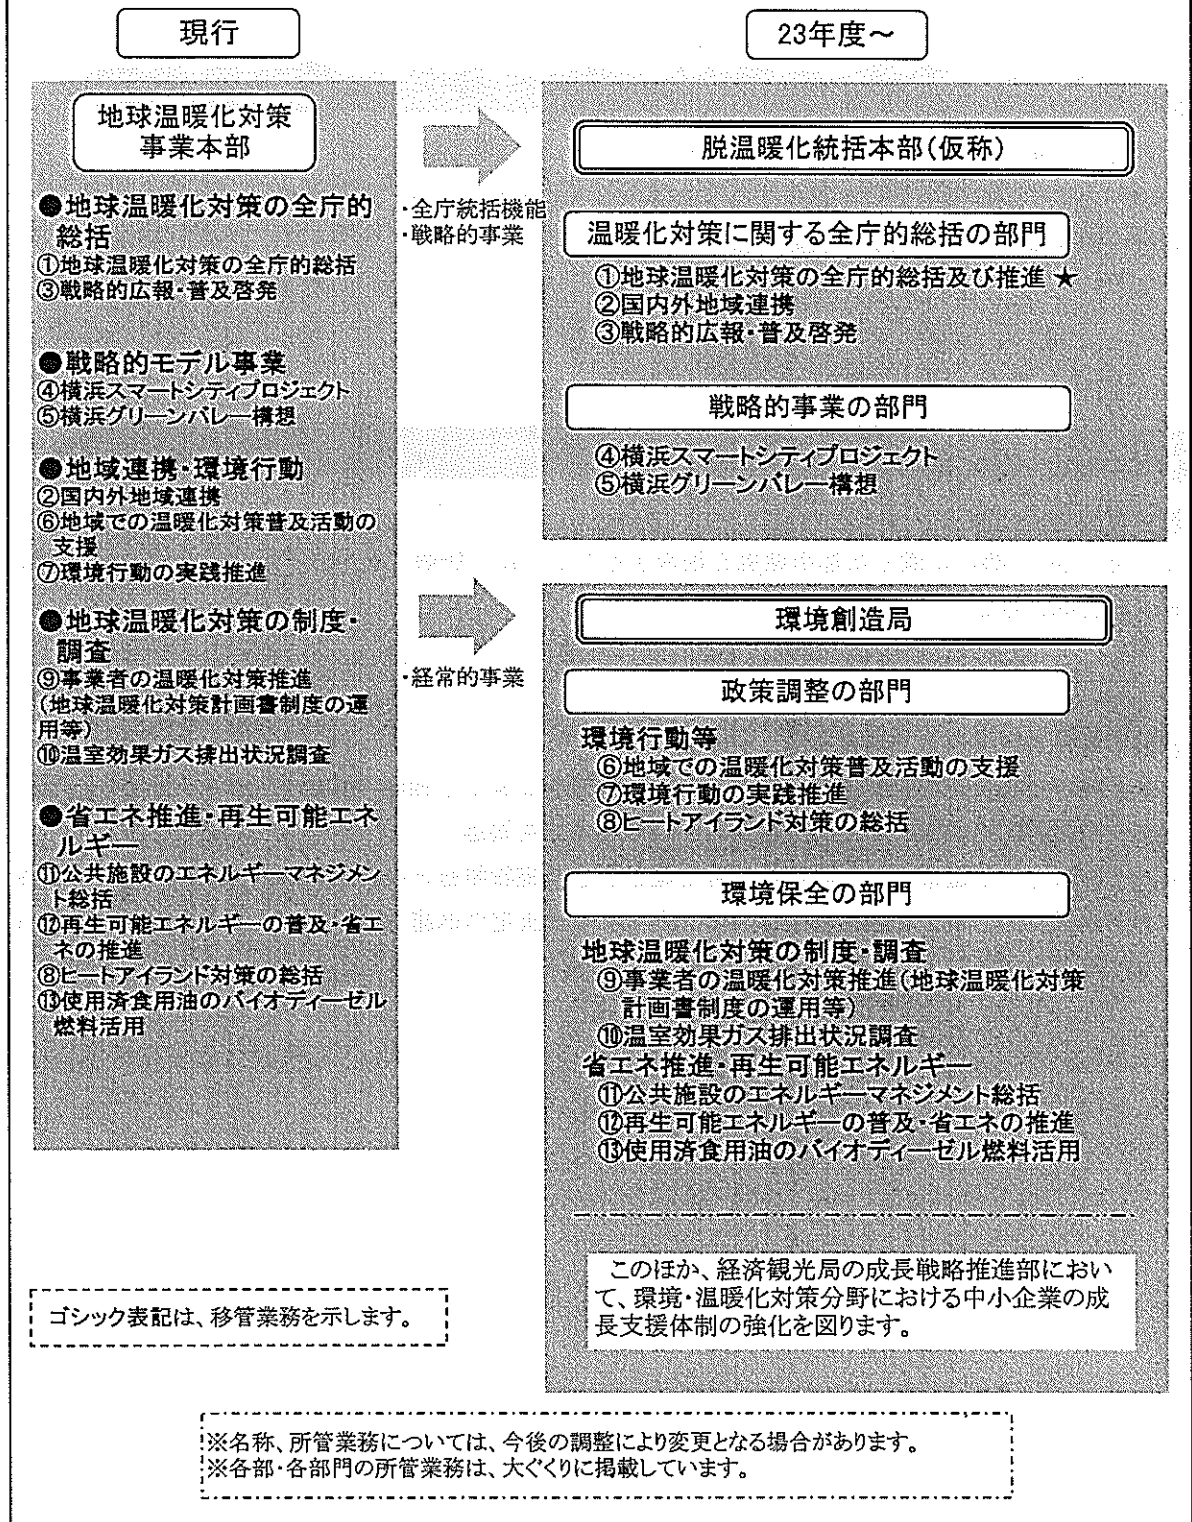 現行
23年度～
地球温暖化対策
事業本部
●地球温暖化対策の全庁的
総括
①地球温暖化対策の全庁的総括
③戦略的広報・普及啓発
●戦略的モデル事業
④横浜スマートシティプロジェクト
⑤横浜グリーンバレー構想
●地域連携・環境行動
②国内外地域連携
⑥地域での温暖化対策普及活動の
支援
⑦環境行動の実践推進
●地球温暖化対策の制度・
調査
⑨事業者の温暖化対策推進
(地球温暖化対策計画書制度の運
用等)
⑩温室効果ガス排出状況調査
●省エネ推進・再生可能エネ
ルギー
⑪公共施設のエネルギーマネジメン
ト総括
⑫再生可能エネルギーの普及・省エ
ネの推進
⑧ヒートアイランド対策の総括
⑬使用済食用油のバイオディーゼル
燃料活用
・全庁統括機能
・戦略的事業
・経常的事業
脱温暖化統括本部(仮称)
温暖化対策に関する全庁的総括の部門
①地球温暖化対策の全庁的総括及び推進 ★
②国内外地域連携
③戦略的広報・普及啓発
戦略的事業の部門
④横浜スマートシティプロジェクト
⑤横浜グリーンバレー構想
環境創造局
政策調整の部門
環境行動等
⑥地域での温暖化対策普及活動の支援
⑦環境行動の実践推進
⑧ヒートアイランド対策の総括
環境保全の部門
地球温暖化対策の制度・調査
⑨事業者の温暖化対策推進(地球温暖化対策
計画書制度の運用等)
⑩温室効果ガス排出状況調査
省エネ推進・再生可能エネルギー
⑪公共施設のエネルギーマネジメント総括
⑫再生可能エネルギーの普及・省エネの推進
⑬使用済食用油のバイオディーゼル燃料活用
このほか、経済観光局の成長戦略推進部におい
て、環境・温暖化対策分野における中小企業の成
長支援体制の強化を図ります。
ゴシック表記は、移管業務を示します。
※名称、所管業務については、今後の調整により変更となる場合があります。
※各部・各部門の所管業務は、大ぐくりに掲載しています。